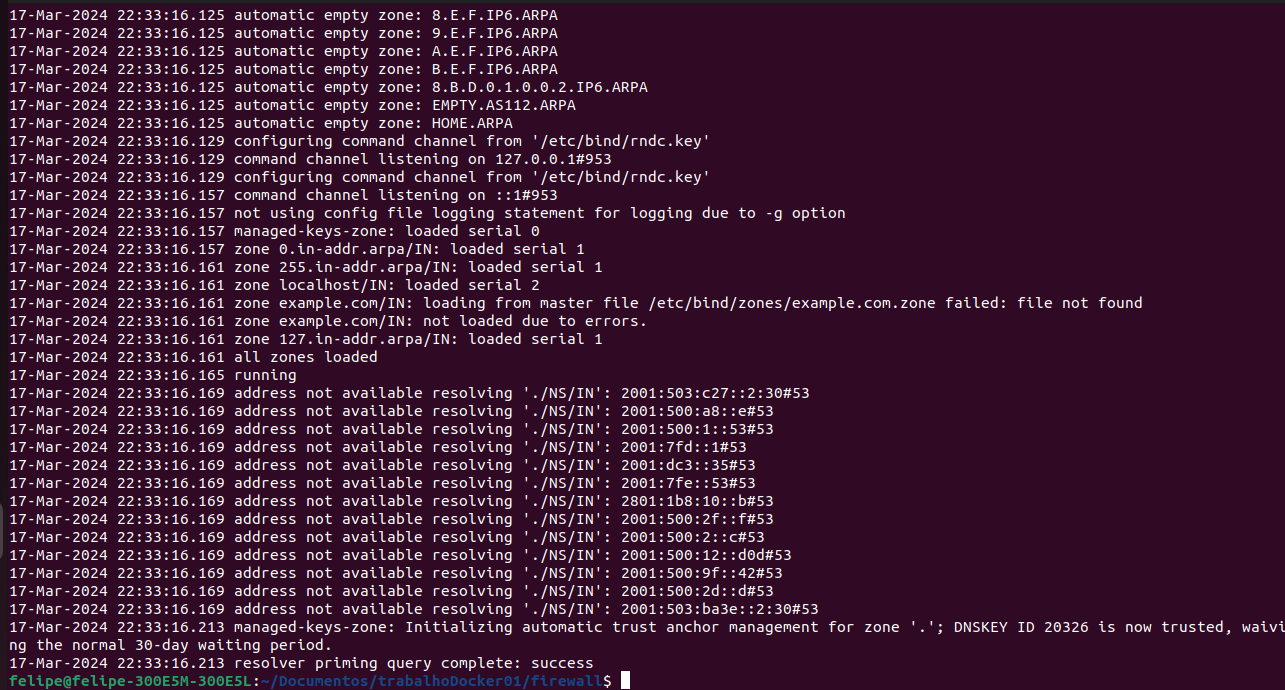 17-Mar-2024 22:33:16.125 automatic empty zone: 8.E.F.IP6.ARPA
17-Mar-2024 22:33:16.125 automatic empty zone: 9.E.F.IP6.ARPA
17-Mar-2024 22:33:16.125 automatic empty zone: A.E.F.IP6.ARPA
17-Mar-2024 22:33:16.125 automatic empty zone: B.E.F.IP6.ARPA
17-Mar-2024 22:33:16.125 automatic empty zone: 8.B.D.0.1.0.0.2.IP6.ARPA
17-Mar-2024 22:33:16.125 automatic empty zone: EMPTY.AS112.ARPA
17-Mar-2024 22:33:16.125 automatic empty zone: HOME.ARPA
17-Mar-2024 22:33:16.129 configuring command channel from '/etc/bind/rndc.key'
17-Mar-2024 22:33:16.129 command channel listening on 127.0.0.1#953
17-Mar-2024 22:33:16.129 configuring command channel from '/etc/bind/rndc.key'
17-Mar-2024 22:33:16.157 command channel listening on ::1#953
17-Mar-2024 22:33:16.157 not using config file logging statement for logging due to -g option
17-Mar-2024 22:33:16.157 managed-keys-zone: loaded serial 0
17-Mar-2024 22:33:16.157 zone 0.in-addr.arpa/IN: loaded serial 1
17-Mar-2024 22:33:16.161 zone 255.in-addr.arpa/IN: loaded serial 1
17-Mar-2024 22:33:16.161 zone localhost/IN: loaded serial 2
17-Mar-2024 22:33:16.161 zone example.com/IN: loading from master file /etc/bind/zones/example.com.zone failed: file not found
17-Mar-2024 22:33:16.161 zone example.com/IN: not loaded due to errors.
17-Mar-2024 22:33:16.161 zone 127.in-addr.arpa/IN: loaded serial 1
17-Mar-2024 22:33:16.161 all zones loaded
17-Mar-2024 22:33:16.165 running
17-Mar-2024 22:33:16.169 address not available resolving './NS/IN': 2001:503:c27::2:30#53
17-Mar-2024 22:33:16.169 address not available resolving './NS/IN': 2001:500:a8::e#53
17-Mar-2024 22:33:16.169 address not available resolving './NS/IN': 2001:500:1::53#53
17-Mar-2024 22:33:16.169 address not available resolving './NS/IN': 2001:7fd::1#53
17-Mar-2024 22:33:16.169 address not available resolving './NS/IN': 2001:dc3::35#53
17-Mar-2024 22:33:16.169 address not available resolving './NS/IN': 2001:7fe::53#53
17-Mar-2024 22:33:16.169 address not available resolving './NS/IN': 2801:1b8:10::b#53
17-Mar-2024 22:33:16.169 address not available resolving './NS/IN': 2001:500:2f::f#53
17-Mar-2024 22:33:16.169 address not available resolving './NS/IN': 2001:500:2::c#53
17-Mar-2024 22:33:16.169 address not available resolving './NS/IN': 2001:500:12::d0d#53
17-Mar-2024 22:33:16.169 address not available resolving './NS/IN': 2001:500:9f::42#53
17-Mar-2024 22:33:16.169 address not available resolving './NS/IN': 2001:500:2d::d#53
17-Mar-2024 22:33:16.169 address not available resolving './NS/IN': 2001:503:ba3e::2:30#53
17-Mar-2024 22:33:16.213 managed-keys-zone: Initializing automatic trust anchor management for zone '.'; DNSKEY ID 20326 is now trusted, waivi
ng the normal 30-day waiting period.
17-Mar-2024 22:33:16.213 resolver priming query complete: success
felipe@felipe-300E5M-300E5L:~/Documentos/trabalhoDocker01/firewall$